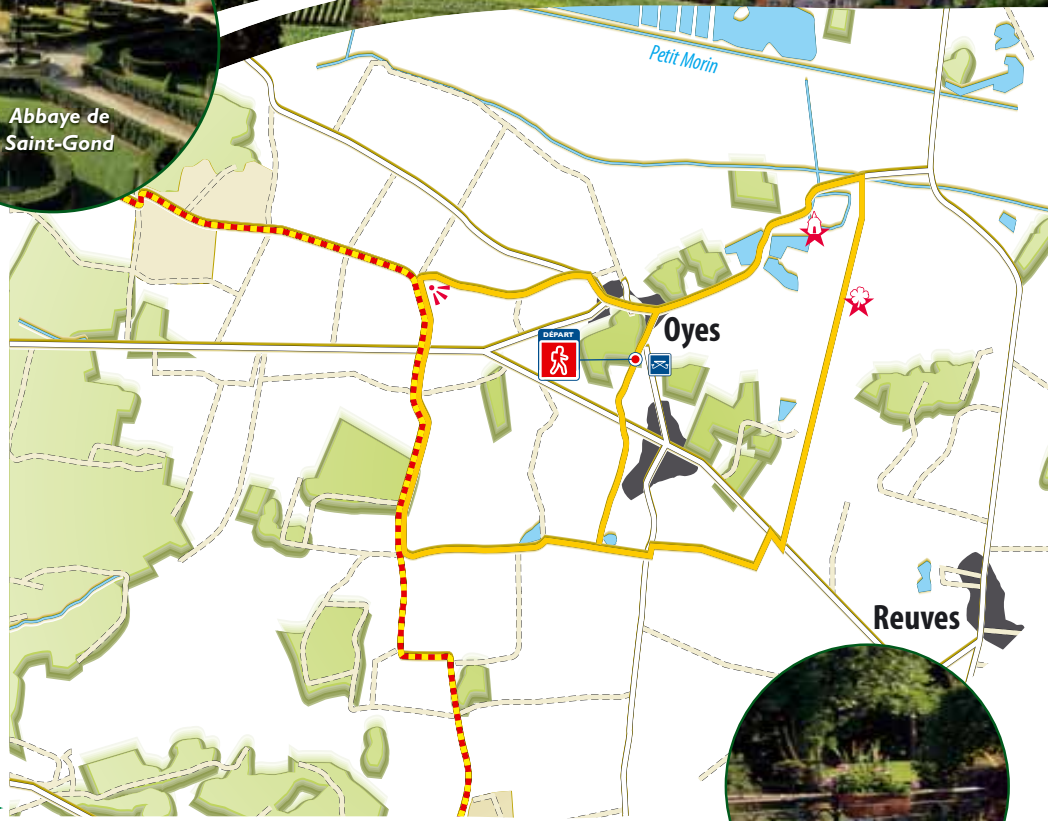 Petit Morin
Abbaye de
Saint-Gond
Oyes
DÉPART
Reuves